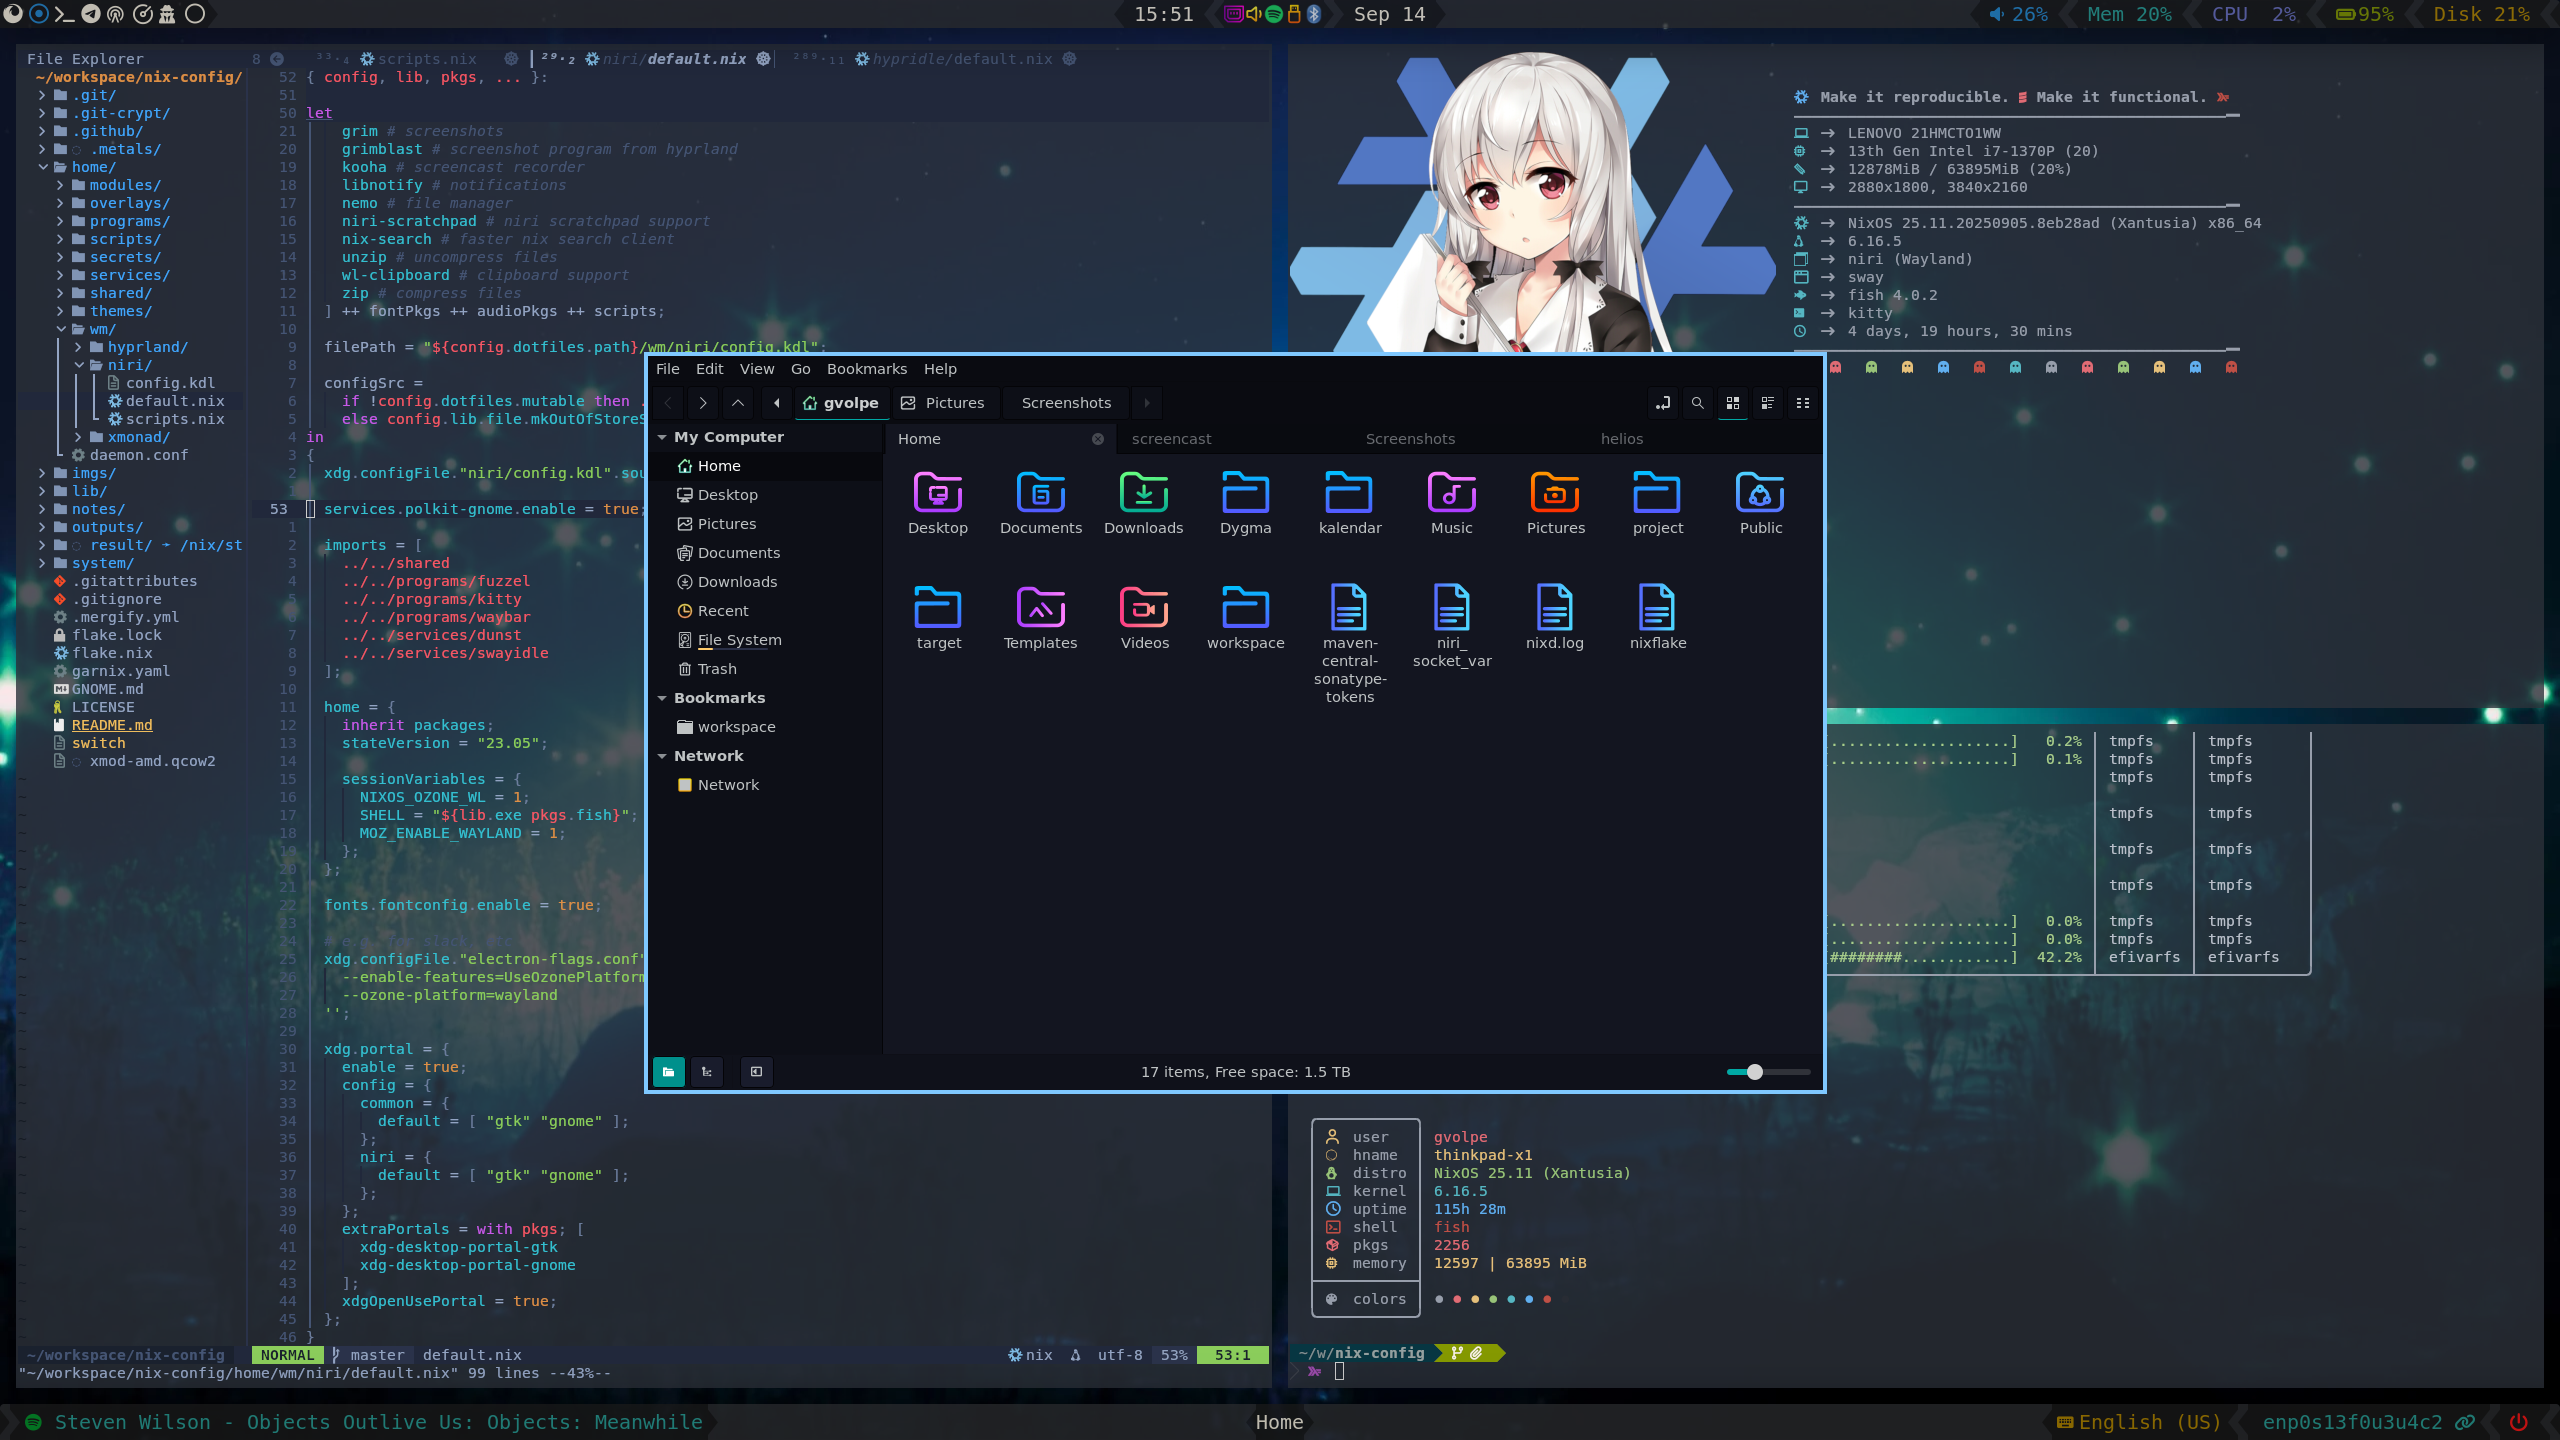 15:51
Sep 14
26%
Mem 20%
CPU 2%
95%
Disk 21%
File Explorer
~/workspace/nix-config/
.git/
.git-crypt/
.github/
.metals/
home/
modules/
overlays/
programs/
scripts/
secrets/
services/
shared/
themes/
wm/
hyprland/
niri/
config.kdl
default.nix
scripts.nix
xmonad/
daemon.conf
imgs/
lib/
notes/
outputs/
result/ → /nix/st
system/
.gitattributes
.gitignore
.mergify.yml
flake.lock
flake.nix
garnix.yaml
GNOME.md
LICENSE
README.md
switch
xmod-amd.qcow2
8 ³³·₄ scripts.nix ²⁹·₂ niri/default.nix ²⁸⁹·₁₁ hypridle/default.nix
52 { config, lib, pkgs, ... }:
51
50 let
21 grim # screenshots
20 grimblast # screenshot program from hyprland
19 kooha # screencast recorder
18 libnotify # notifications
17 nemo # file manager
16 niri-scratchpad # niri scratchpad support
15 nix-search # faster nix search client
14 unzip # uncompress files
13 wl-clipboard # clipboard support
12 zip # compress files
11 ] ++ fontPkgs ++ audioPkgs ++ scripts;
10
9 filePath = "${config.dotfiles.path}/wm/niri/config.kdl";
8
7 configSrc =
6 if !config.dotfiles.mutable then .
5 else config.lib.file.mkOutOfStoreS
4 in
3 {
2 xdg.configFile."niri/config.kdl".sou
1
53 services.polkit-gnome.enable = true;
1
2 imports = [
3 ../../shared
4 ../../programs/fuzzel
5 ../../programs/kitty
6 ../../programs/waybar
7 ../../services/dunst
8 ../../services/swayidle
9 ];
10
11 home = {
12 inherit packages;
13 stateVersion = "23.05";
14
15 sessionVariables = {
16 NIXOS_OZONE_WL = 1;
17 SHELL = "${lib.exe pkgs.fish}";
18 MOZ_ENABLE_WAYLAND = 1;
19 };
20 };
21
22 fonts.fontconfig.enable = true;
23
24 # e.g. for slack, etc
25 xdg.configFile."electron-flags.conf"
26 --enable-features=UseOzonePlatform
27 --ozone-platform=wayland
28 '';
29
30 xdg.portal = {
31 enable = true;
32 config = {
33 common = {
34 default = [ "gtk" "gnome" ];
35 };
36 niri = {
37 default = [ "gtk" "gnome" ];
38 };
39 };
40 extraPortals = with pkgs; [
41 xdg-desktop-portal-gtk
42 xdg-desktop-portal-gnome
43 ];
44 xdgOpenUsePortal = true;
45 };
46 }
~/workspace/nix-config NORMAL master default.nix nix utf-8 53% 53:1
"~/workspace/nix-config/home/wm/niri/default.nix" 99 lines --43%--
Make it reproducible. Make it functional.
→ LENOVO 21HMCTO1WW
→ 13th Gen Intel i7-1370P (20)
→ 12878MiB / 63895MiB (20%)
→ 2880x1800, 3840x2160
→ NixOS 25.11.20250905.8eb28ad (Xantusia) x86_64
→ 6.16.5
→ niri (Wayland)
→ sway
→ fish 4.0.2
→ kitty
→ 4 days, 19 hours, 30 mins
File Edit View Go Bookmarks Help
gvolpe Pictures Screenshots
My Computer
Home
Desktop
Pictures
Documents
Downloads
Recent
File System
Trash
Bookmarks
workspace
Network
Network
Home screencast Screenshots helios
Desktop Documents Downloads Dygma kalendar Music Pictures project Public
target Templates Videos workspace maven-central-sonatype-tokens niri_socket_var nixd.log nixflake
17 items, Free space: 1.5 TB
....................] 0.2% tmpfs tmpfs
....................] 0.1% tmpfs tmpfs
tmpfs tmpfs
tmpfs tmpfs
tmpfs tmpfs
tmpfs tmpfs
....................] 0.0% tmpfs tmpfs
....................] 0.0% tmpfs tmpfs
########............] 42.2% efivarfs efivarfs
user gvolpe
hname thinkpad-x1
distro NixOS 25.11 (Xantusia)
kernel 6.16.5
uptime 115h 28m
shell fish
pkgs 2256
memory 12597 | 63895 MiB
colors
~/w/nix-config
Steven Wilson - Objects Outlive Us: Objects: Meanwhile
Home
English (US)
enp0s13f0u3u4c2